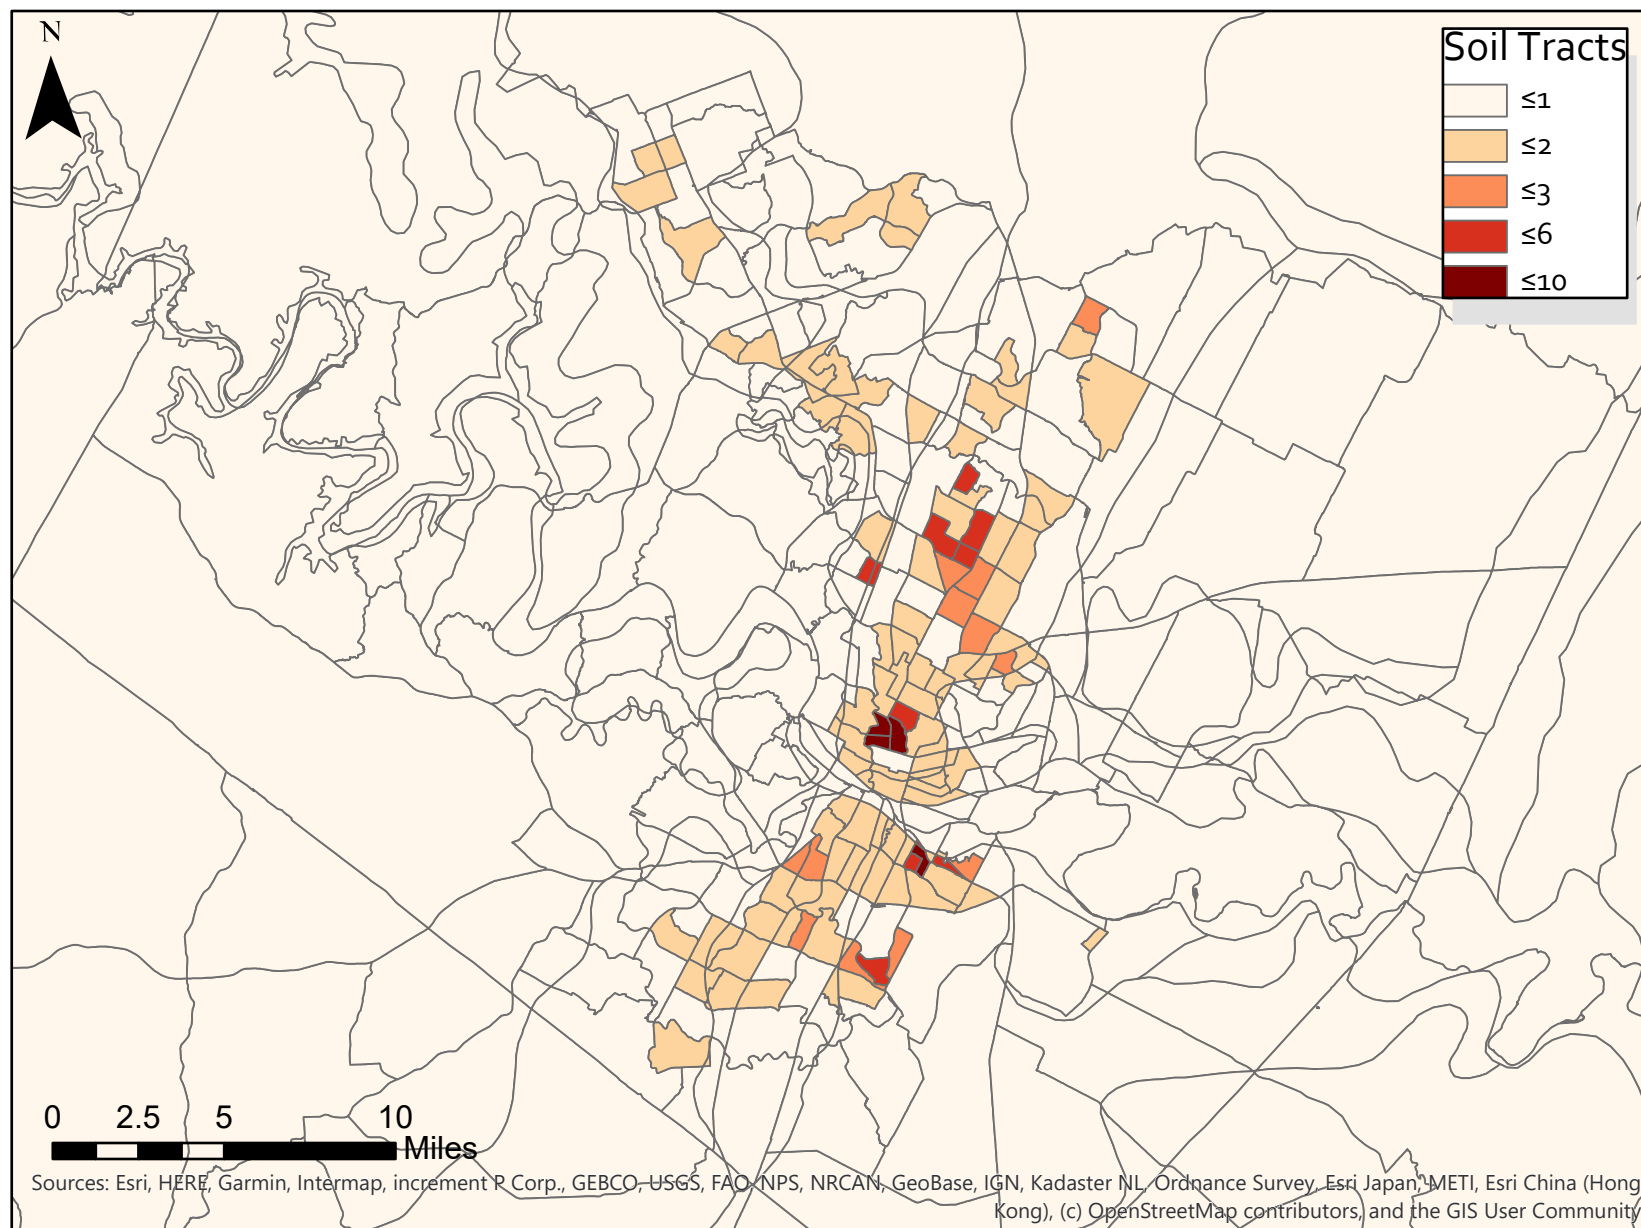 N
Soil Tracts
≤1
≤2
≤3
≤6
≤10
0 2.5 5 10
Miles
Sources: Esri, HERE, Garmin, Intermap, increment P Corp., GEBCO, USGS, FAO, NPS, NRCAN, GeoBase, IGN, Kadaster NL, Ordnance Survey, Esri Japan, METI, Esri China (Hong
Kong), (c) OpenStreetMap contributors, and the GIS User Community